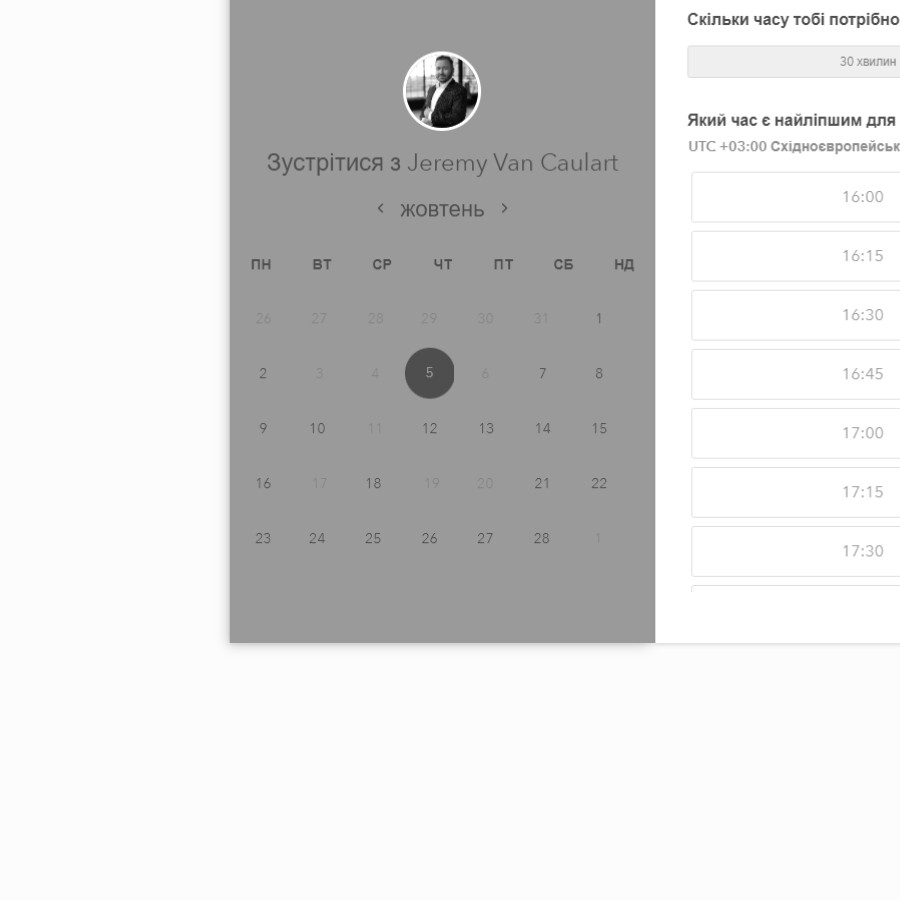 Зустрітися з Jeremy Van Caulart
жовтень
ПН ВТ СР ЧТ ПТ СБ НД
26 27 28 29 30 31 1
2 3 4 5 6 7 8
9 10 11 12 13 14 15
16 17 18 19 20 21 22
23 24 25 26 27 28 1
Скільки часу тобі потрібно
30 хвилин
Який час є найліпшим для
UTC +03:00 Східноєвропейськ
16:00
16:15
16:30
16:45
17:00
17:15
17:30